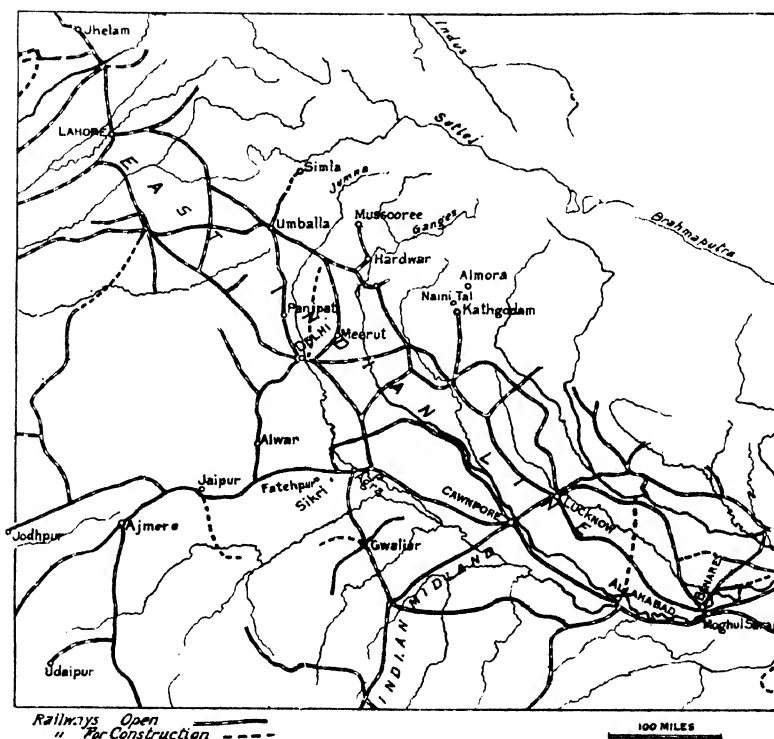 Jhelam
Indus
LAHORE
Sutlej
Simla
Jumna
EAST INDIAN LINE
Umballa
Mussooree
Ganges
Brahmaputra
Hardwar
Almora
Naini Tal
Kathgodam
Panipat
DELHI
Meerut
Alwar
Jaipur
Fatehpur
Sikri
Agra
CAWNPORE
LUCKNOW
Jodhpur
Ajmere
Gwalior
INDIAN MIDLAND
ALLAHABAD
BENARES
Moghul Sarai
Udaipur
Railways Open
" For Construction
100 MILES